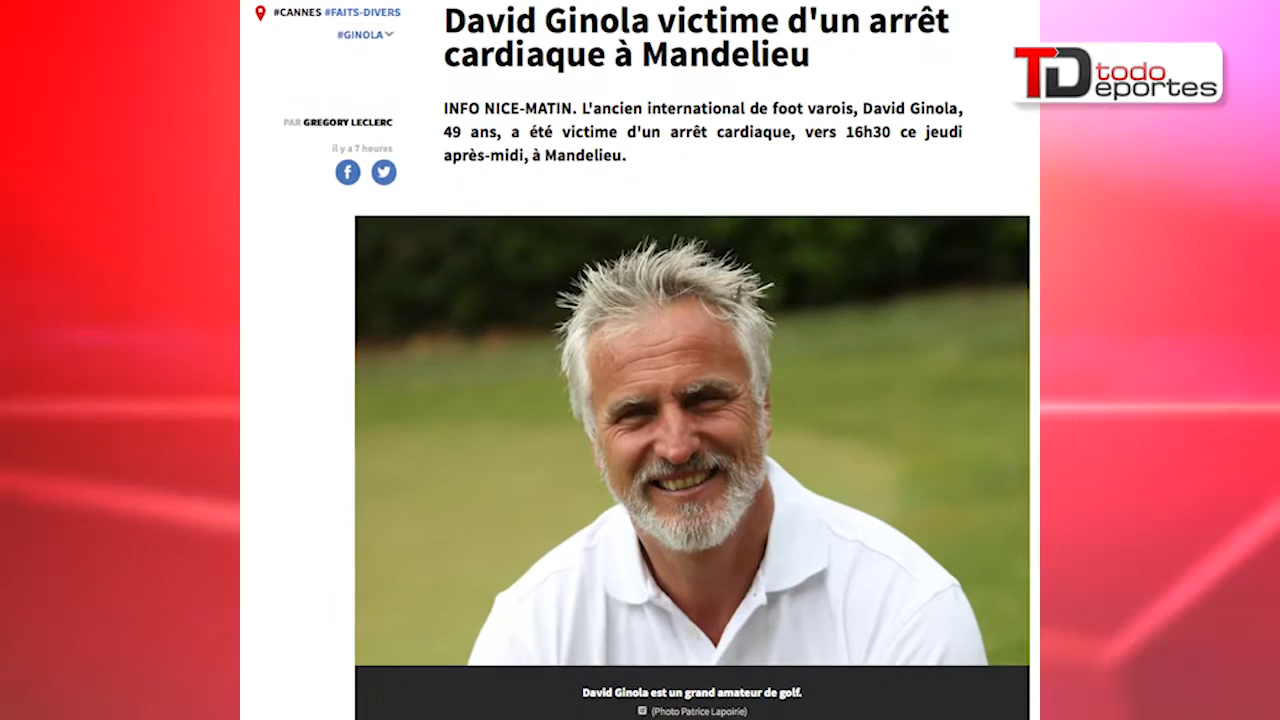 #CANNES #FAITS-DIVERS
#GINOLA
PAR GREGORY LECLERC
il y a 7 heures
David Ginola victime d'un arrêt
cardiaque à Mandelieu
INFO NICE-MATIN. L'ancien international de foot varois, David Ginola,
49 ans, a été victime d'un arrêt cardiaque, vers 16h30 ce jeudi
après-midi, à Mandelieu.
TD todo
Deportes
David Ginola est un grand amateur de golf.
(Photo Patrice Lapoirie)